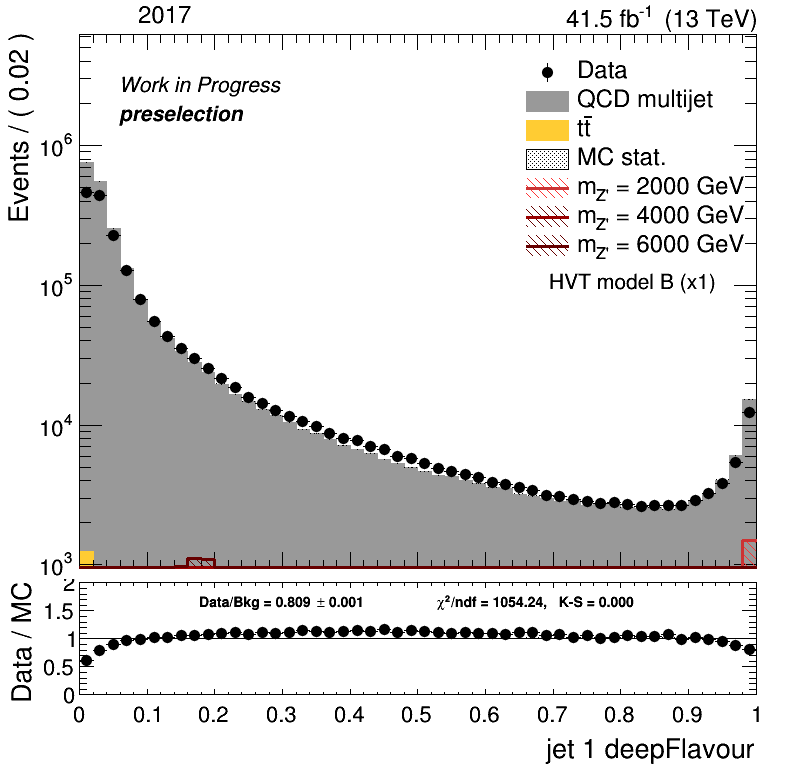 2017
41.5 fb⁻¹ (13 TeV)
Events / ( 0.02 )
Work in Progress
preselection
Data
QCD multijet
tt̄
MC stat.
m_Z' = 2000 GeV
m_Z' = 4000 GeV
m_Z' = 6000 GeV
HVT model B (x1)
10⁶
10⁵
10⁴
10³
Data / MC
2
1.5
1
0.5
0
Data/Bkg = 0.809 ± 0.001
χ²/ndf = 1054.24, K-S = 0.000
0 0.1 0.2 0.3 0.4 0.5 0.6 0.7 0.8 0.9 1
jet 1 deepFlavour